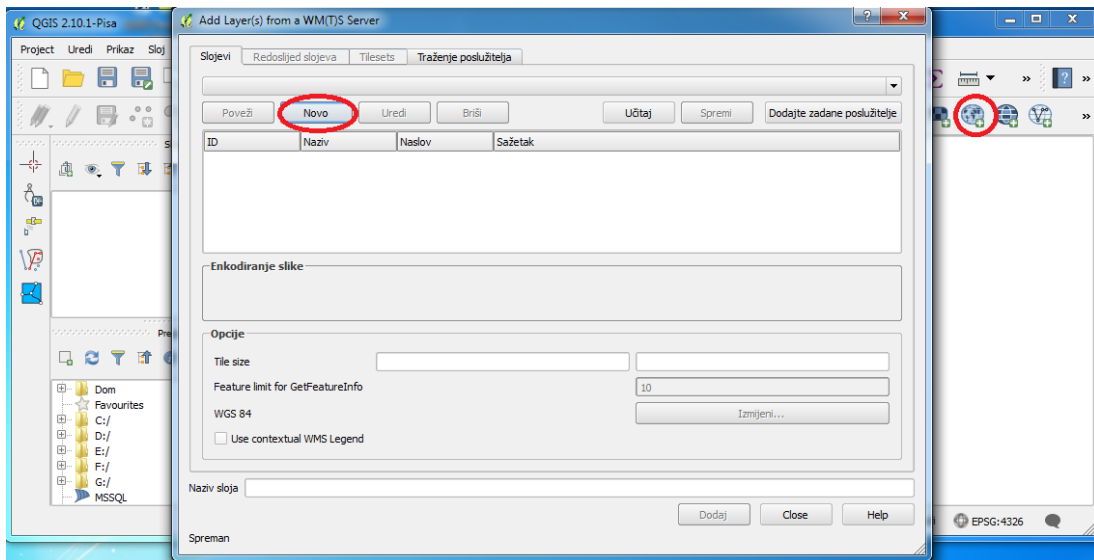 QGIS 2.10.1-Pisa
Project Uredi Prikaz Sloj
Add Layer(s) from a WM(T)S Server
Slojevi Redoslijed slojeva Tilesets Traženje poslužitelja
Poveži Novo Uredi Briši Učitaj Spremi Dodajte zadane poslužitelje
ID Naziv Naslov Sažetak
Enkodiranje slike
Opcije
Tile size
Feature limit for GetFeatureInfo 10
WGS 84 Izmijeni...
Use contextual WMS Legend
Naziv sloja
Dodaj Close Help
Spreman
Pre
Dom
Favourites
C:/
D:/
E:/
F:/
G:/
MSSQL
EPSG:4326